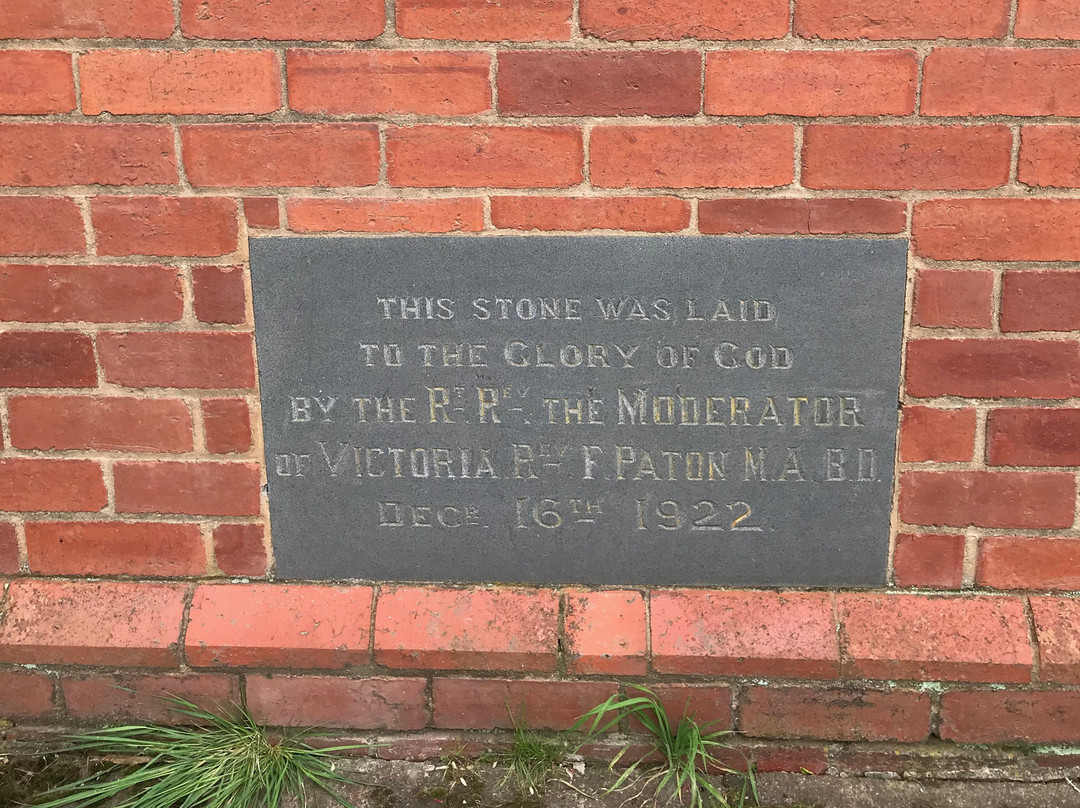 THIS STONE WAS LAID
TO THE GLORY OF GOD
BY THE RT. REV. THE MODERATOR
OF VICTORIA REV. F. PATON M.A. B.D.
DECR. 16TH 1922.